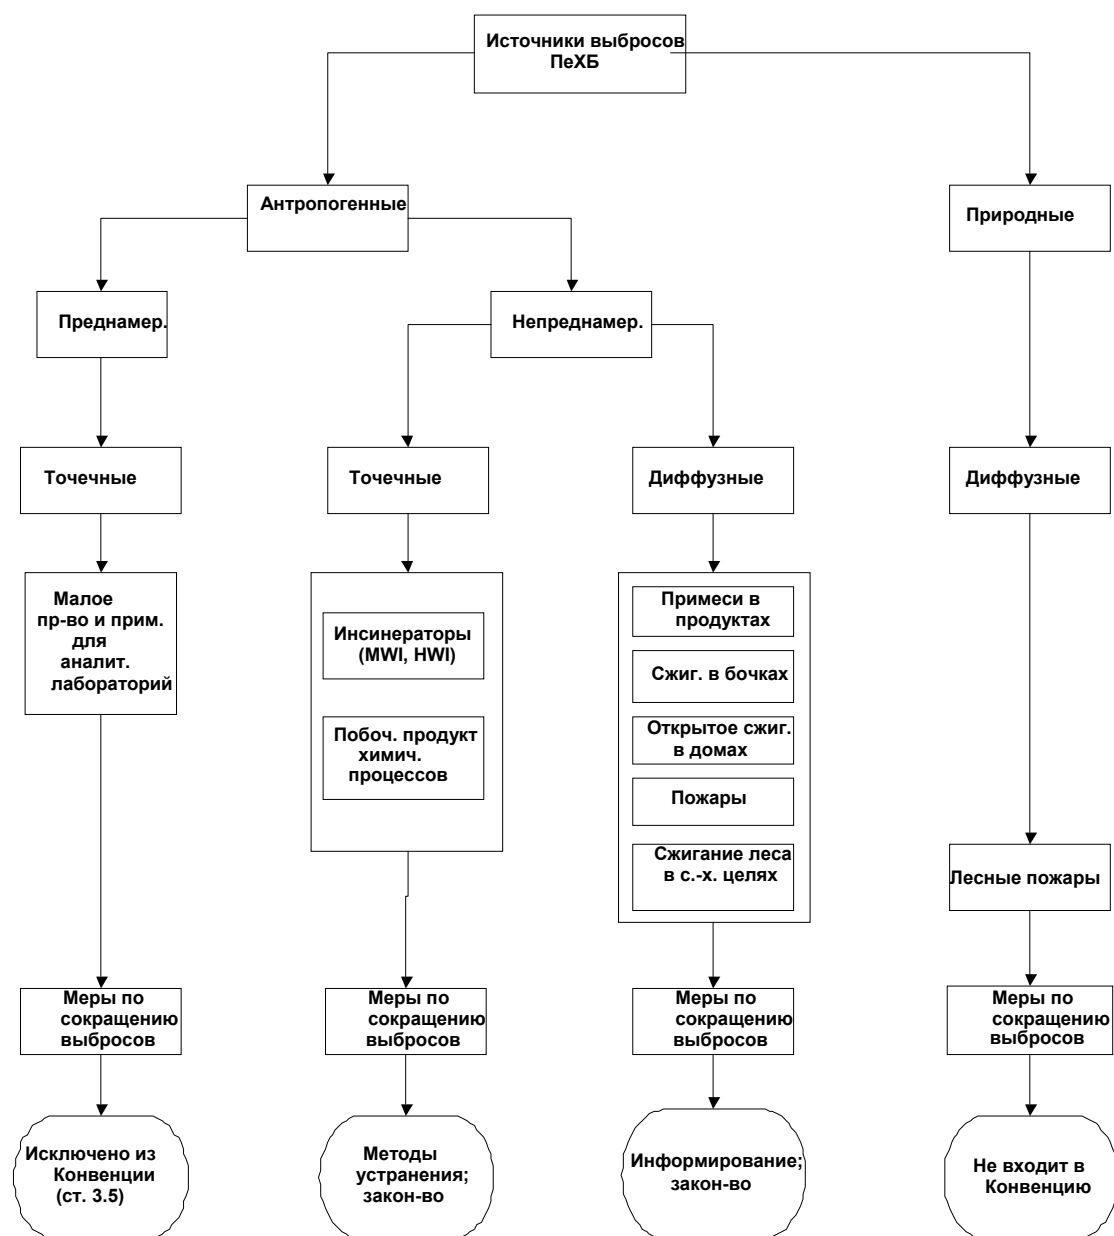 Источники выбросов
ПеХБ
Антропогенные
Природные
Преднамер.
Непреднамер.
Точечные
Точечные
Диффузные
Диффузные
Малое
пр-во и прим.
для
аналит.
лабораторий
Инсинераторы
(MWI, HWI)
Побоч. продукт
химич.
процессов
Примеси в
продуктах
Сжиг. в бочках
Открытое сжиг.
в домах
Пожары
Сжигание леса
в с.-х. целях
Лесные пожары
Меры по
сокращению
выбросов
Меры по
сокращению
выбросов
Меры по
сокращению
выбросов
Меры по
сокращению
выбросов
Исключено из
Конвенции
(ст. 3.5)
Методы
устранения;
закон-во
Информирование;
закон-во
Не входит в
Конвенцию